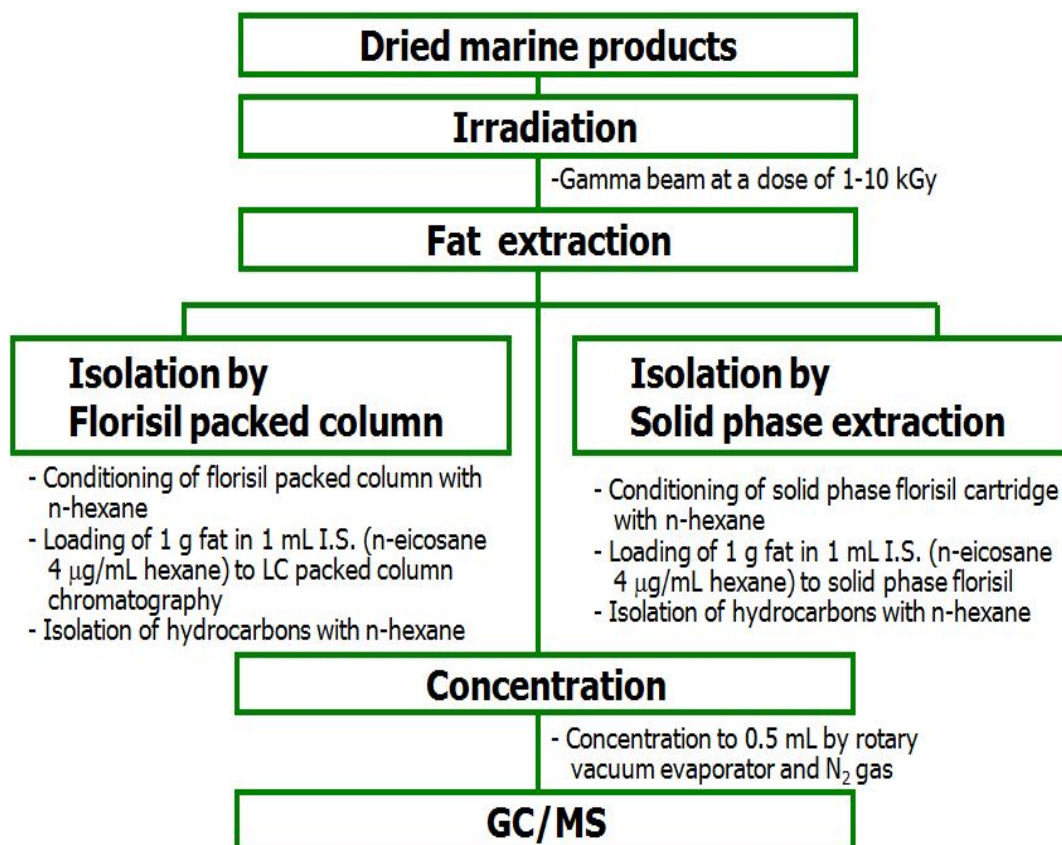 Dried marine products
Irradiation
-Gamma beam at a dose of 1-10 kGy
Fat extraction
Isolation by
Florisil packed column
- Conditioning of florisil packed column with
n-hexane
- Loading of 1 g fat in 1 mL I.S. (n-eicosane
4 μg/mL hexane) to LC packed column
chromatography
- Isolation of hydrocarbons with n-hexane
Isolation by
Solid phase extraction
- Conditioning of solid phase florisil cartridge
with n-hexane
- Loading of 1 g fat in 1 mL I.S. (n-eicosane
4 μg/mL hexane) to solid phase florisil
- Isolation of hydrocarbons with n-hexane
Concentration
- Concentration to 0.5 mL by rotary
vacuum evaporator and N₂ gas
GC/MS